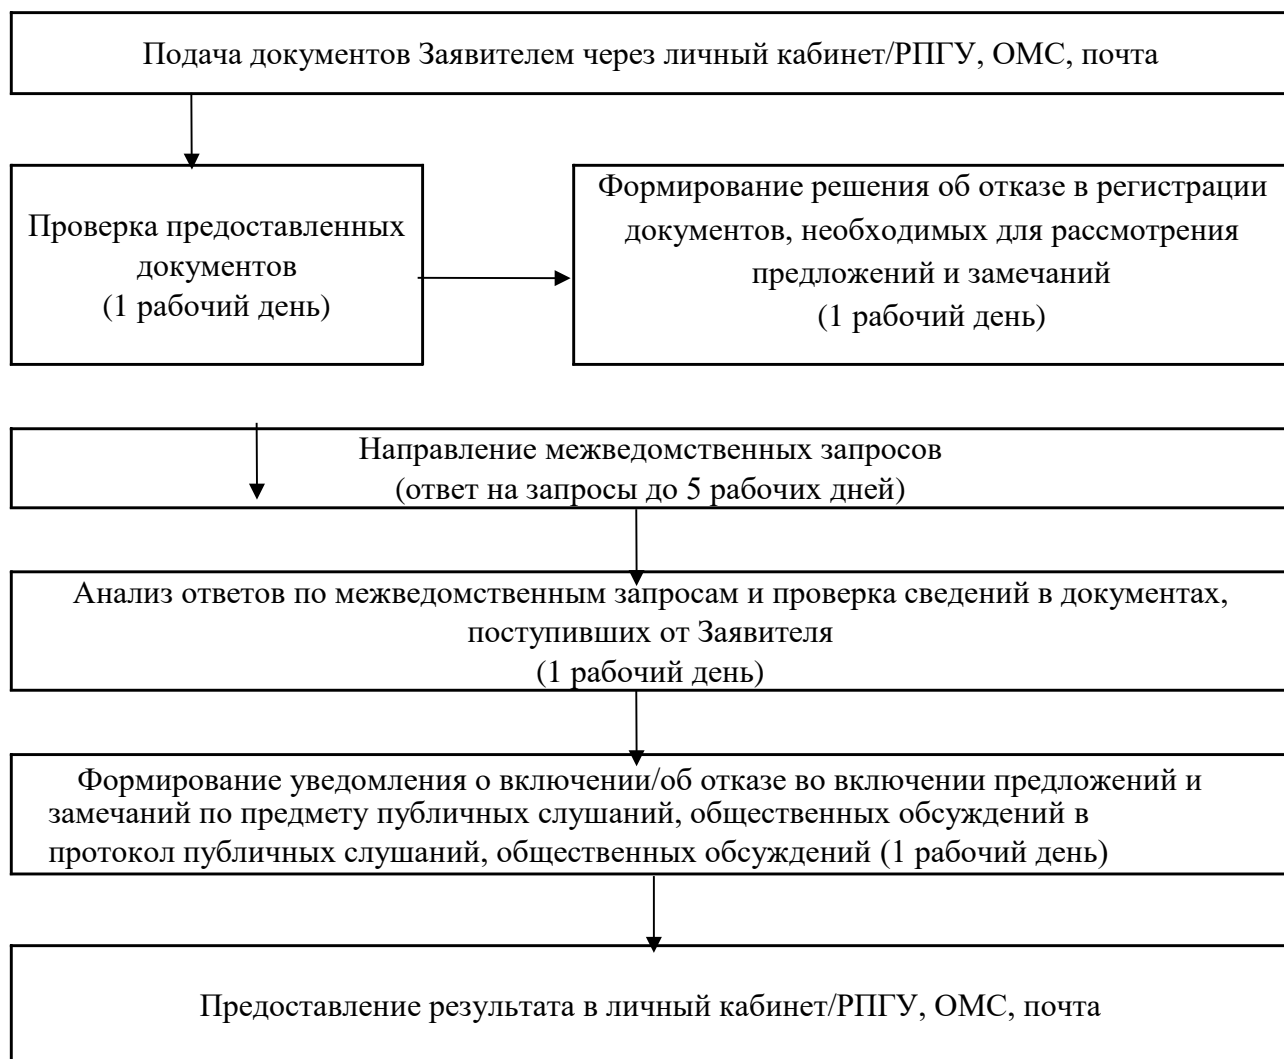 Подача документов Заявителем через личный кабинет/РПГУ, ОМС, почта
Проверка предоставленных
документов
(1 рабочий день)
Формирование решения об отказе в регистрации
документов, необходимых для рассмотрения
предложений и замечаний
(1 рабочий день)
Направление межведомственных запросов
(ответ на запросы до 5 рабочих дней)
Анализ ответов по межведомственным запросам и проверка сведений в документах,
поступивших от Заявителя
(1 рабочий день)
Формирование уведомления о включении/об отказе во включении предложений и
замечаний по предмету публичных слушаний, общественных обсуждений в
протокол публичных слушаний, общественных обсуждений (1 рабочий день)
Предоставление результата в личный кабинет/РПГУ, ОМС, почта